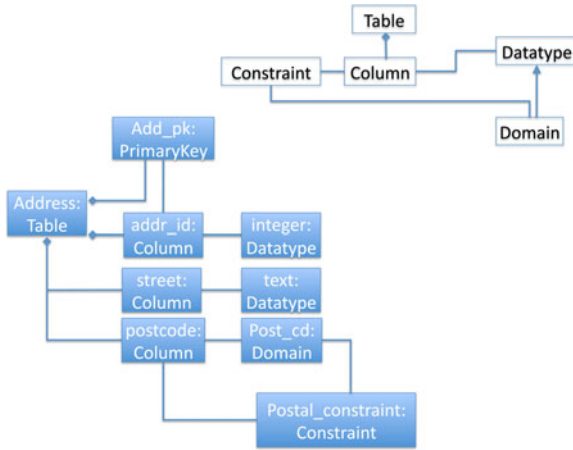 Table
Constraint
Column
Datatype
Domain
Add_pk:
PrimaryKey
Address:
Table
addr_id:
Column
integer:
Datatype
street:
Column
text:
Datatype
postcode:
Column
Post_cd:
Domain
Postal_constraint:
Constraint